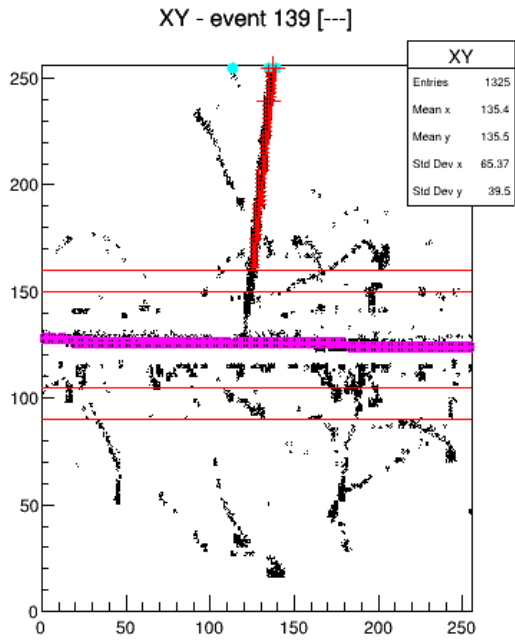 XY - event 139 [---]
XY
Entries 1325
Mean x 135.4
Mean y 135.5
Std Dev x 65.37
Std Dev y 39.5
250
200
150
100
50
0
0 50 100 150 200 250